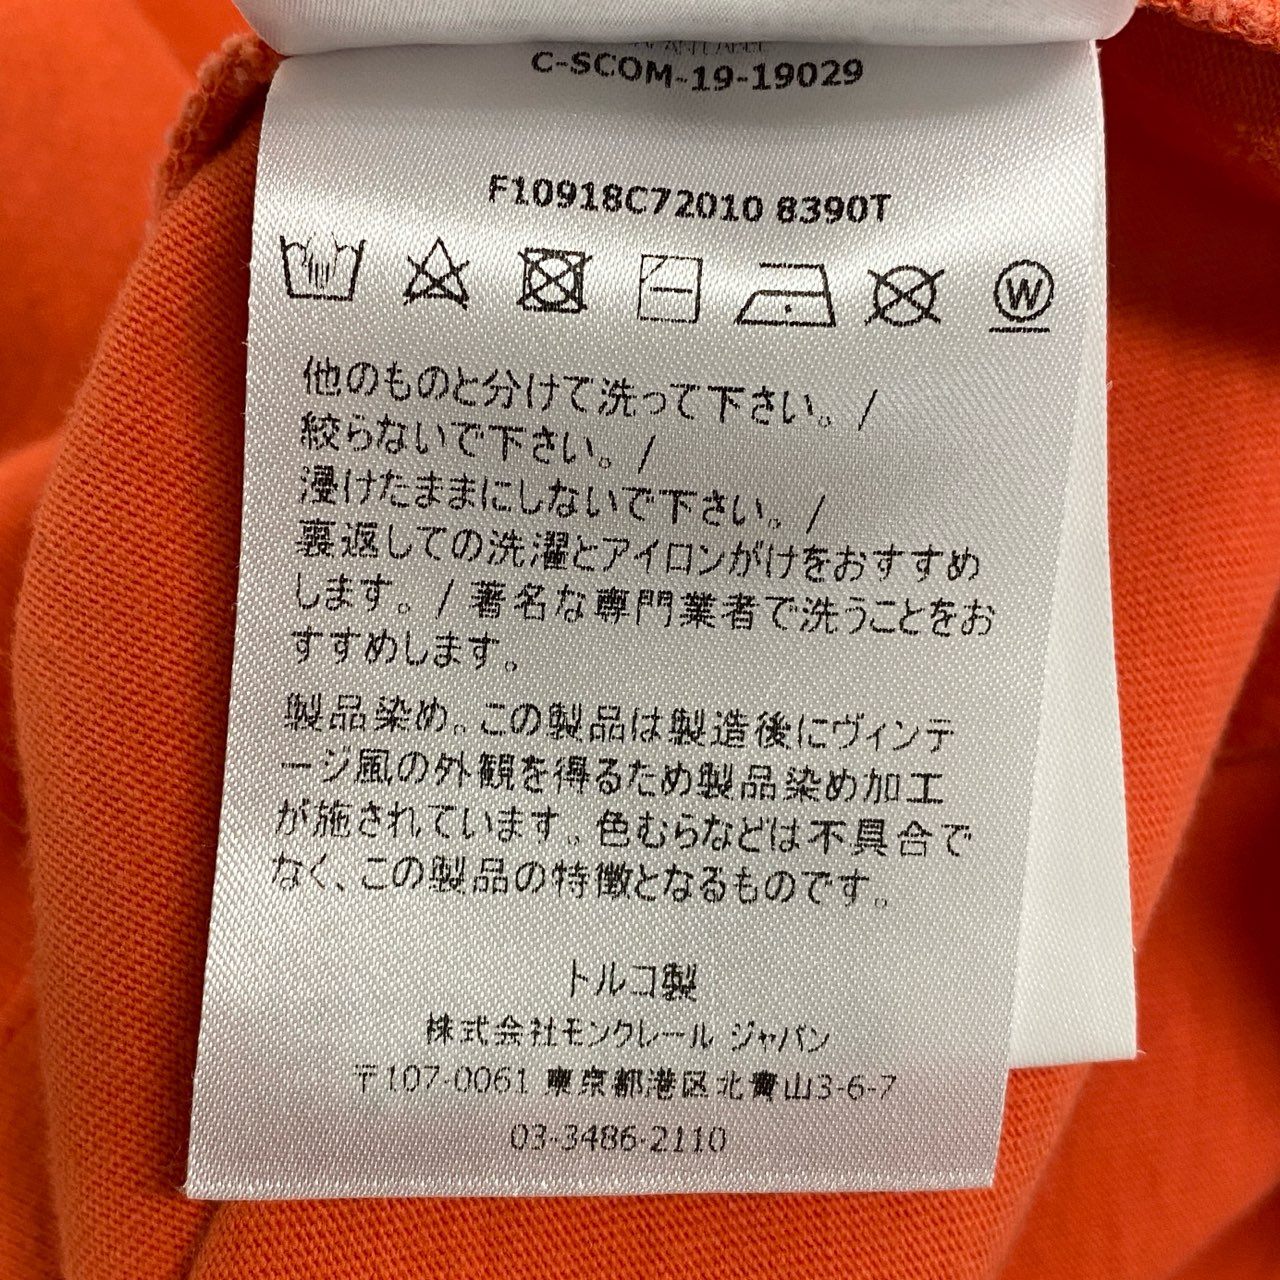 C-SCOM-19-19029
F10918C72010 8390T
W
他のものと分けて洗って下さい。/
絞らないで下さい。/
浸けたままにしないで下さい。/
裏返しての洗濯とアイロンがけをおすすめ
します。/ 著名な専門業者で洗うことをお
すすめします。
製品染め。この製品は製造後にヴィンテ
ージ風の外観を得るため製品染め加工
が施されています。色むらなどは不具合で
なく、この製品の特徴となるものです。
トルコ製
株式会社モンクレール ジャパン
〒107-0061 東京都港区北青山3-6-7
03-3486-2110